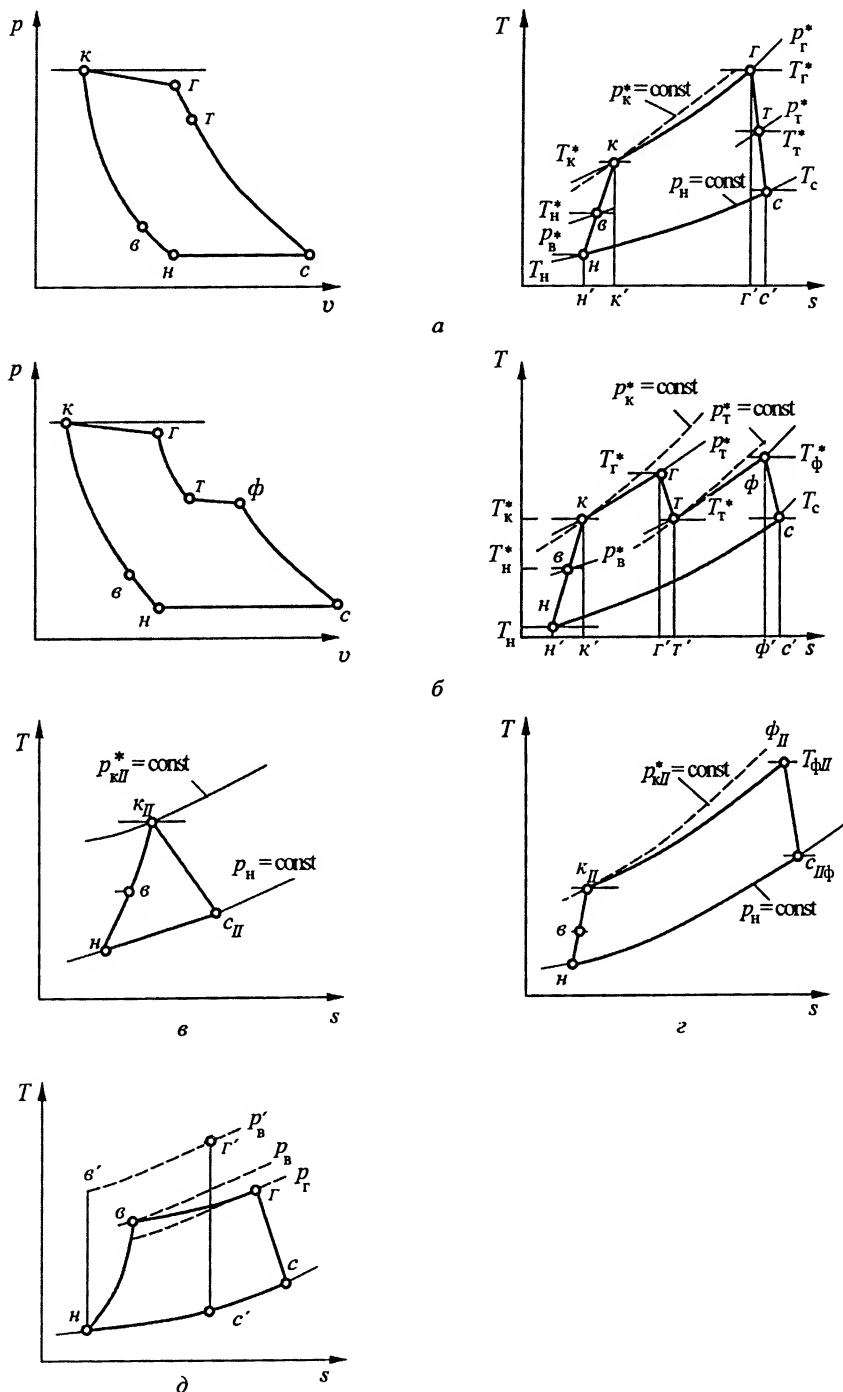 p
к
г
т
в
н
с
υ
T
p*г
T*г
p*к = const
p*т
T*т
T*к
к
г
т
pн = const
Tс
с
T*н
в
p*в
Tн
н
н′ к′ г′ с′ s
а
p
к
г
т
ф
в
н
с
υ
T
p*к = const
p*т = const
T*г
г
p*т
T*ф
ф
T*к
к
т
T*т
Tс
с
T*н
в
p*в
н
Tн
н′ к′ г′ т′ ф′ с′ s
б
T
p*кII = const
кII
pн = const
в
н
сII
s
в
T
фII
TфII
p*кII = const
кII
сIIф
в
pн = const
н
s
г
T
p′в
г′
в′
pв
pг
в
г
с
н
с′
s
д